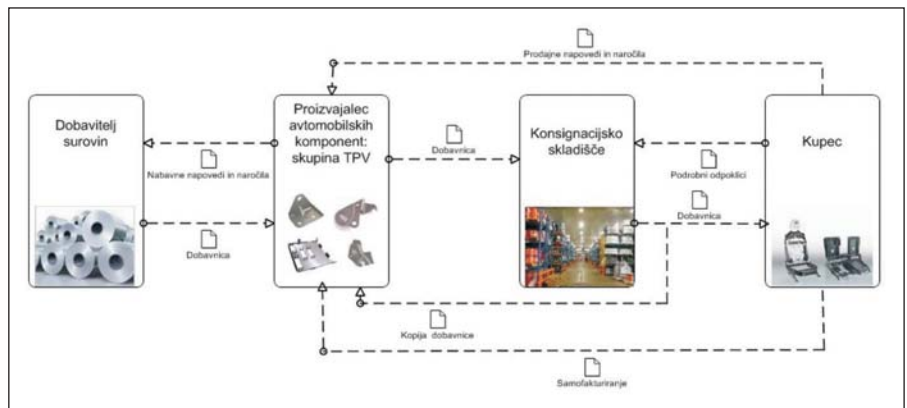 Prodajne napovedi in naročila
Dobavitelj
surovin
Proizvajalec
avtomobilskih
komponent:
skupina TPV
Konsignacijsko
skladišče
Kupec
Dobavnica
Nabavne napovedi in naročila
Podrobni odpoklici
Dobavnica
Dobavnica
Kopija dobavnice
Samofakturiranje